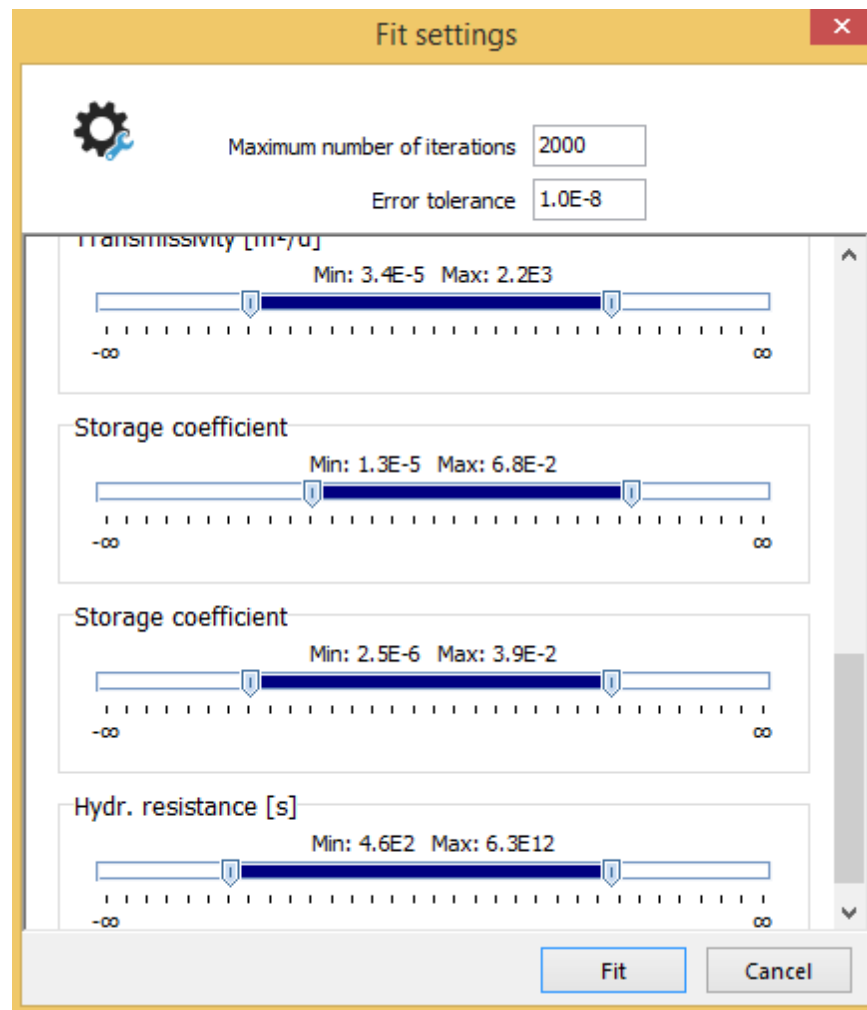 Fit settings
Maximum number of iterations 2000
Error tolerance 1.0E-8
Transmissivity [m²/d]
Min: 3.4E-5 Max: 2.2E3
-∞ ∞
Storage coefficient
Min: 1.3E-5 Max: 6.8E-2
-∞ ∞
Storage coefficient
Min: 2.5E-6 Max: 3.9E-2
-∞ ∞
Hydr. resistance [s]
Min: 4.6E2 Max: 6.3E12
-∞ ∞
Fit Cancel